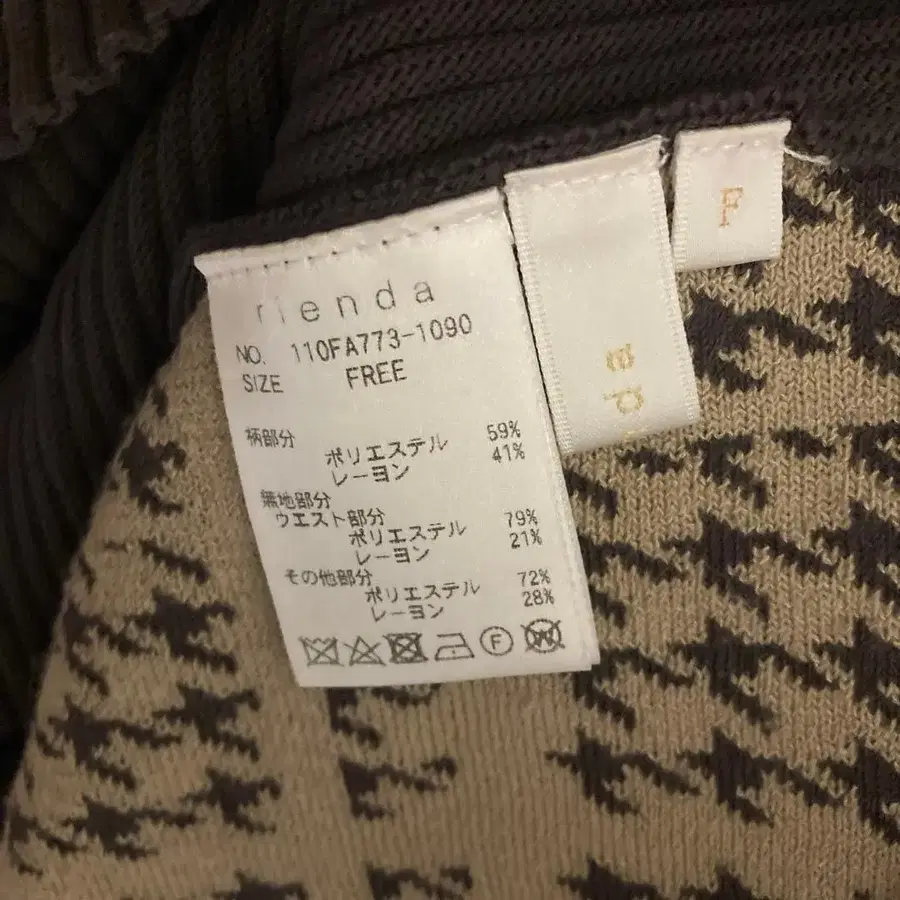 rienda
NO. 110FA773-1090
SIZE FREE
柄部分
ポリエステル 59%
レーヨン 41%
無地部分
ウエスト部分
ポリエステル 79%
レーヨン 21%
その他部分
ポリエステル 72%
レーヨン 28%
F
W
F